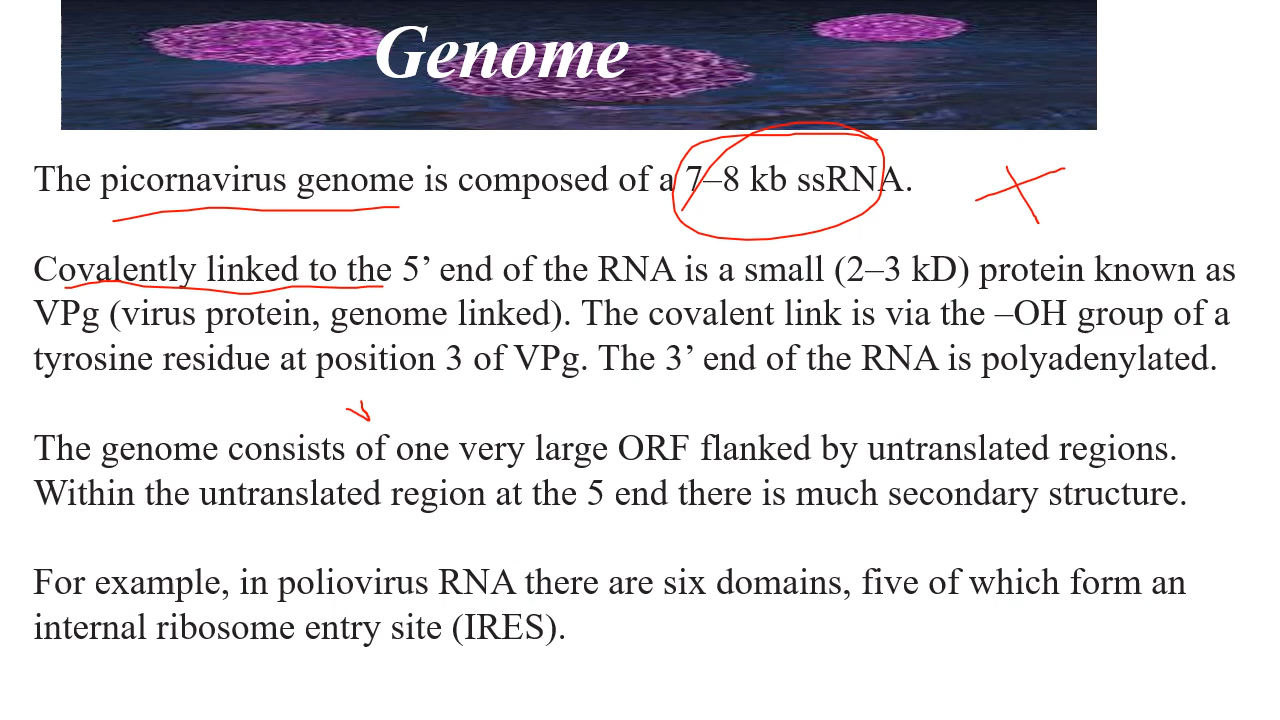 Genome
The picornavirus genome is composed of a 7–8 kb ssRNA.
Covalently linked to the 5’ end of the RNA is a small (2–3 kD) protein known as
VPg (virus protein, genome linked). The covalent link is via the –OH group of a
tyrosine residue at position 3 of VPg. The 3’ end of the RNA is polyadenylated.
The genome consists of one very large ORF flanked by untranslated regions.
Within the untranslated region at the 5 end there is much secondary structure.
For example, in poliovirus RNA there are six domains, five of which form an
internal ribosome entry site (IRES).